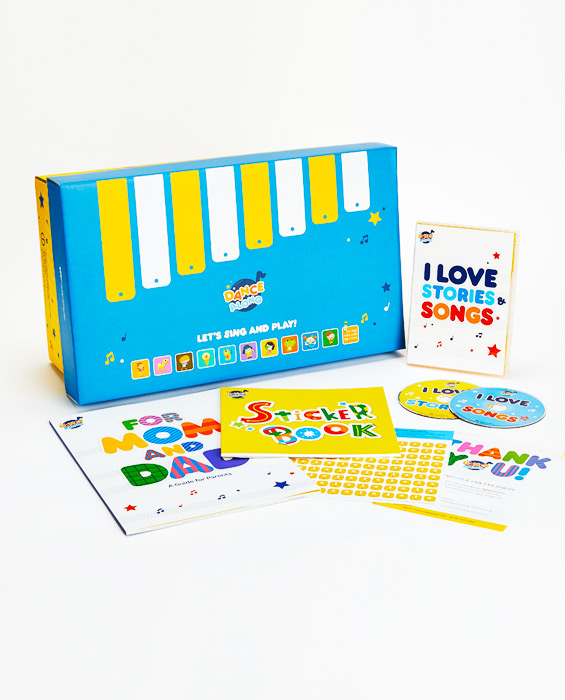 DANCE
ALONG
LET'S SING AND PLAY!
I LOVE
STORIES &
SONGS
I LOVE
STORIES
I LOVE
SONGS
STICKER
BOOK
FOR
MOM
AND
DAD
A Guide for Parents
THANK
YOU!